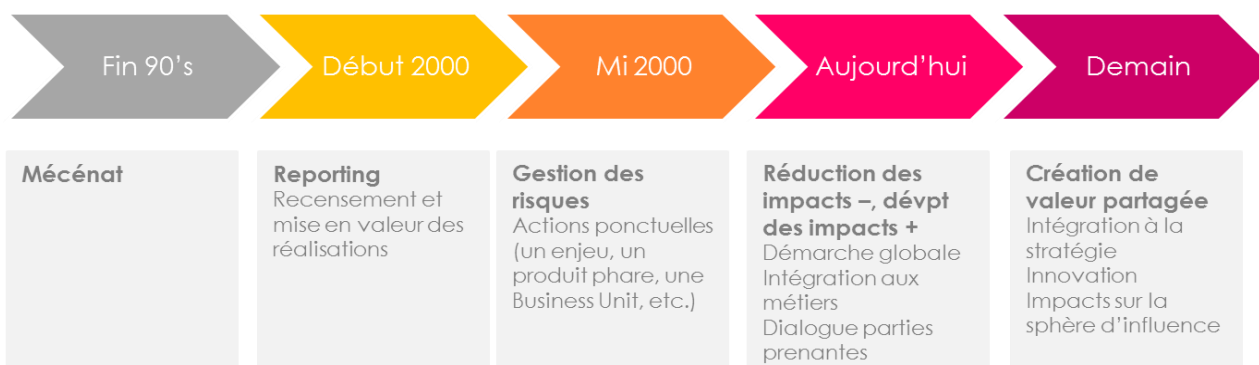 Fin 90's
Début 2000
Mi 2000
Aujourd'hui
Demain
Mécénat
Reporting
Recensement et
mise en valeur des
réalisations
Gestion des
risques
Actions ponctuelles
(un enjeu, un
produit phare, une
Business Unit, etc.)
Réduction des
impacts –, dévpt
des impacts +
Démarche globale
Intégration aux
métiers
Dialogue parties
prenantes
Création de
valeur partagée
Intégration à la
stratégie
Innovation
Impacts sur la
sphère d'influence